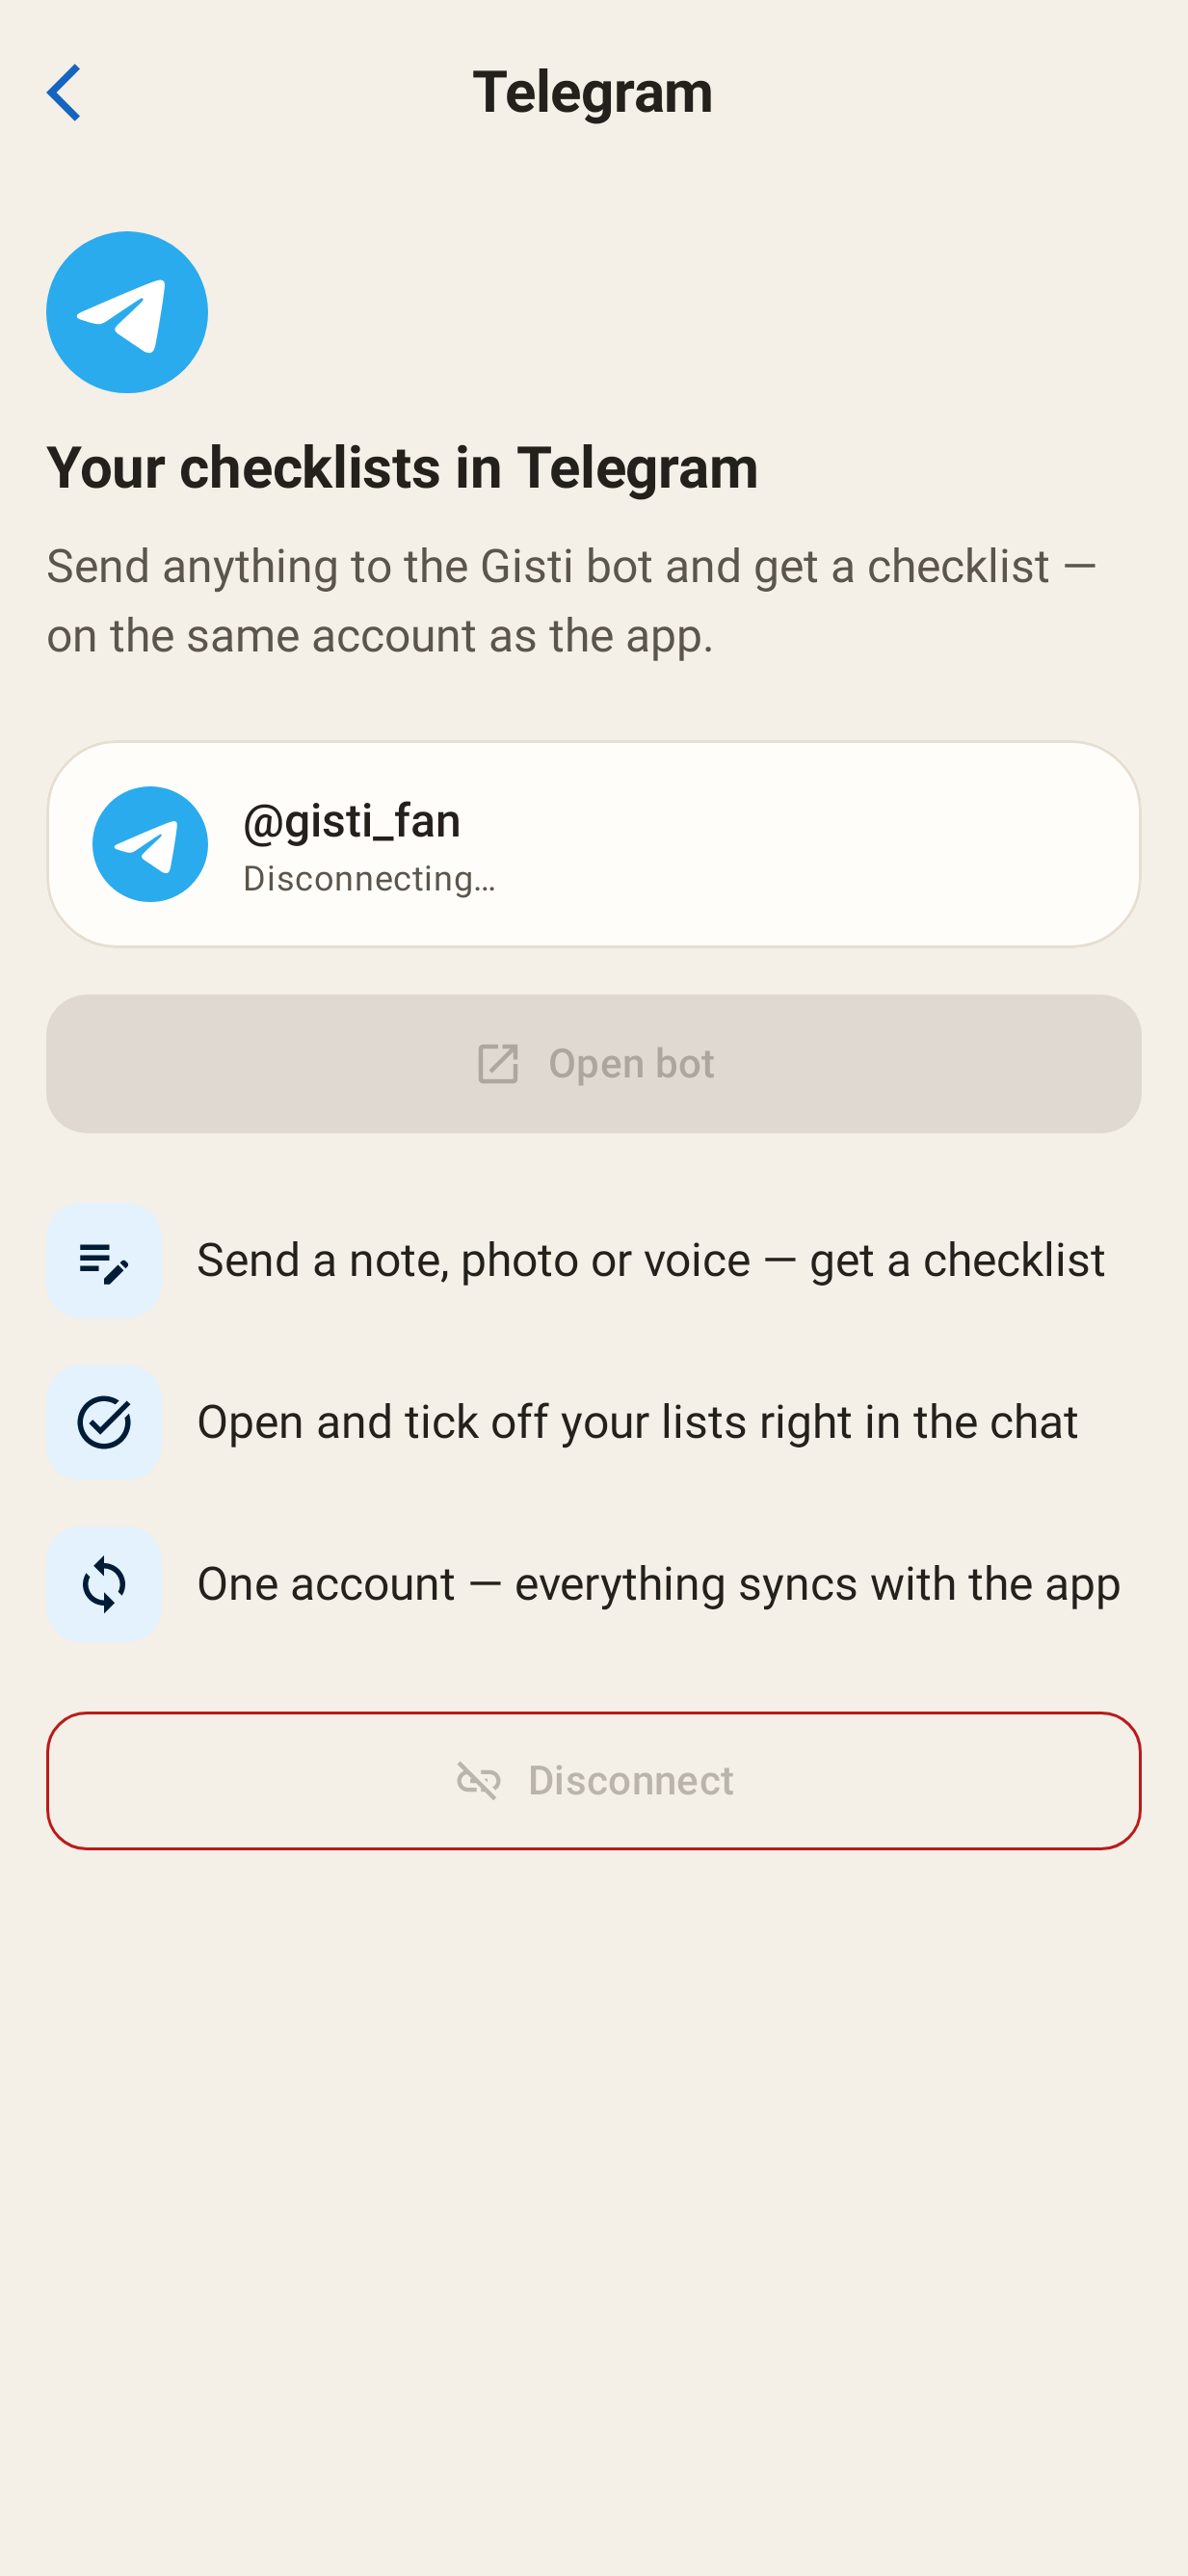 Telegram
Your checklists in Telegram
Send anything to the Gisti bot and get a checklist —
on the same account as the app.
@gisti_fan
Disconnecting…
Open bot
Send a note, photo or voice — get a checklist
Open and tick off your lists right in the chat
One account — everything syncs with the app
Disconnect